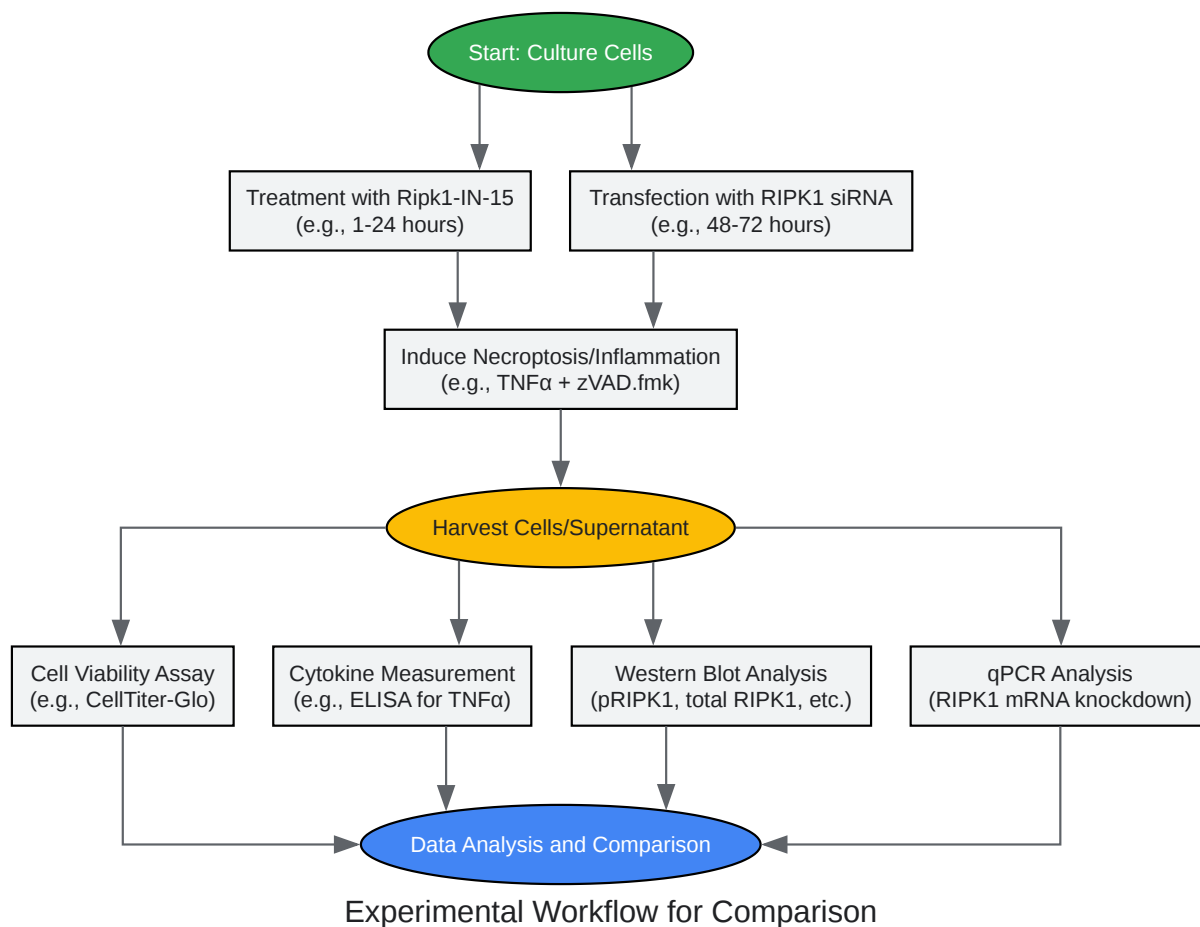 Start: Culture Cells
Treatment with Ripk1-IN-15
(e.g., 1-24 hours)
Transfection with RIPK1 siRNA
(e.g., 48-72 hours)
Induce Necroptosis/Inflammation
(e.g., TNFα + zVAD.fmk)
Harvest Cells/Supernatant
Cell Viability Assay
(e.g., CellTiter-Glo)
Cytokine Measurement
(e.g., ELISA for TNFα)
Western Blot Analysis
(pRIPK1, total RIPK1, etc.)
qPCR Analysis
(RIPK1 mRNA knockdown)
Data Analysis and Comparison
Experimental Workflow for Comparison